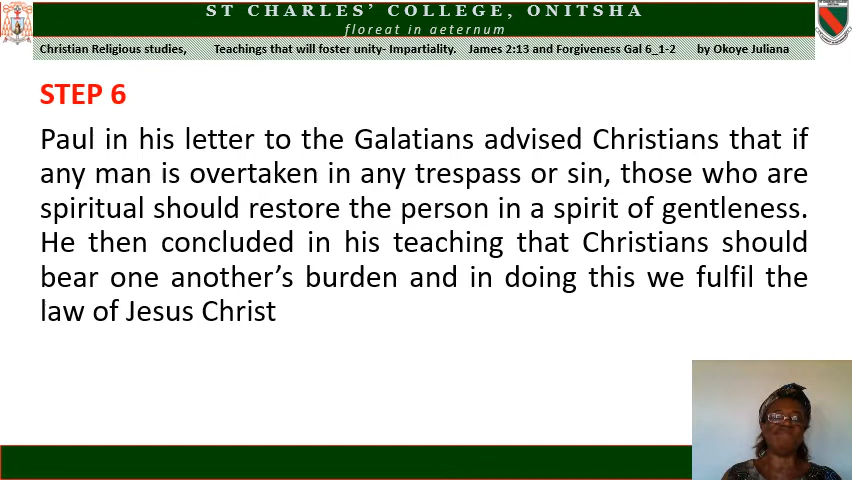 ST CHARLES' COLLEGE, ONITSHA
floreat in aeternum
Christian Religious studies, Teachings that will foster unity- Impartiality. James 2:13 and Forgiveness Gal 6_1-2 by Okoye Juliana
STEP 6
Paul in his letter to the Galatians advised Christians that if
any man is overtaken in any trespass or sin, those who are
spiritual should restore the person in a spirit of gentleness.
He then concluded in his teaching that Christians should
bear one another's burden and in doing this we fulfil the
law of Jesus Christ